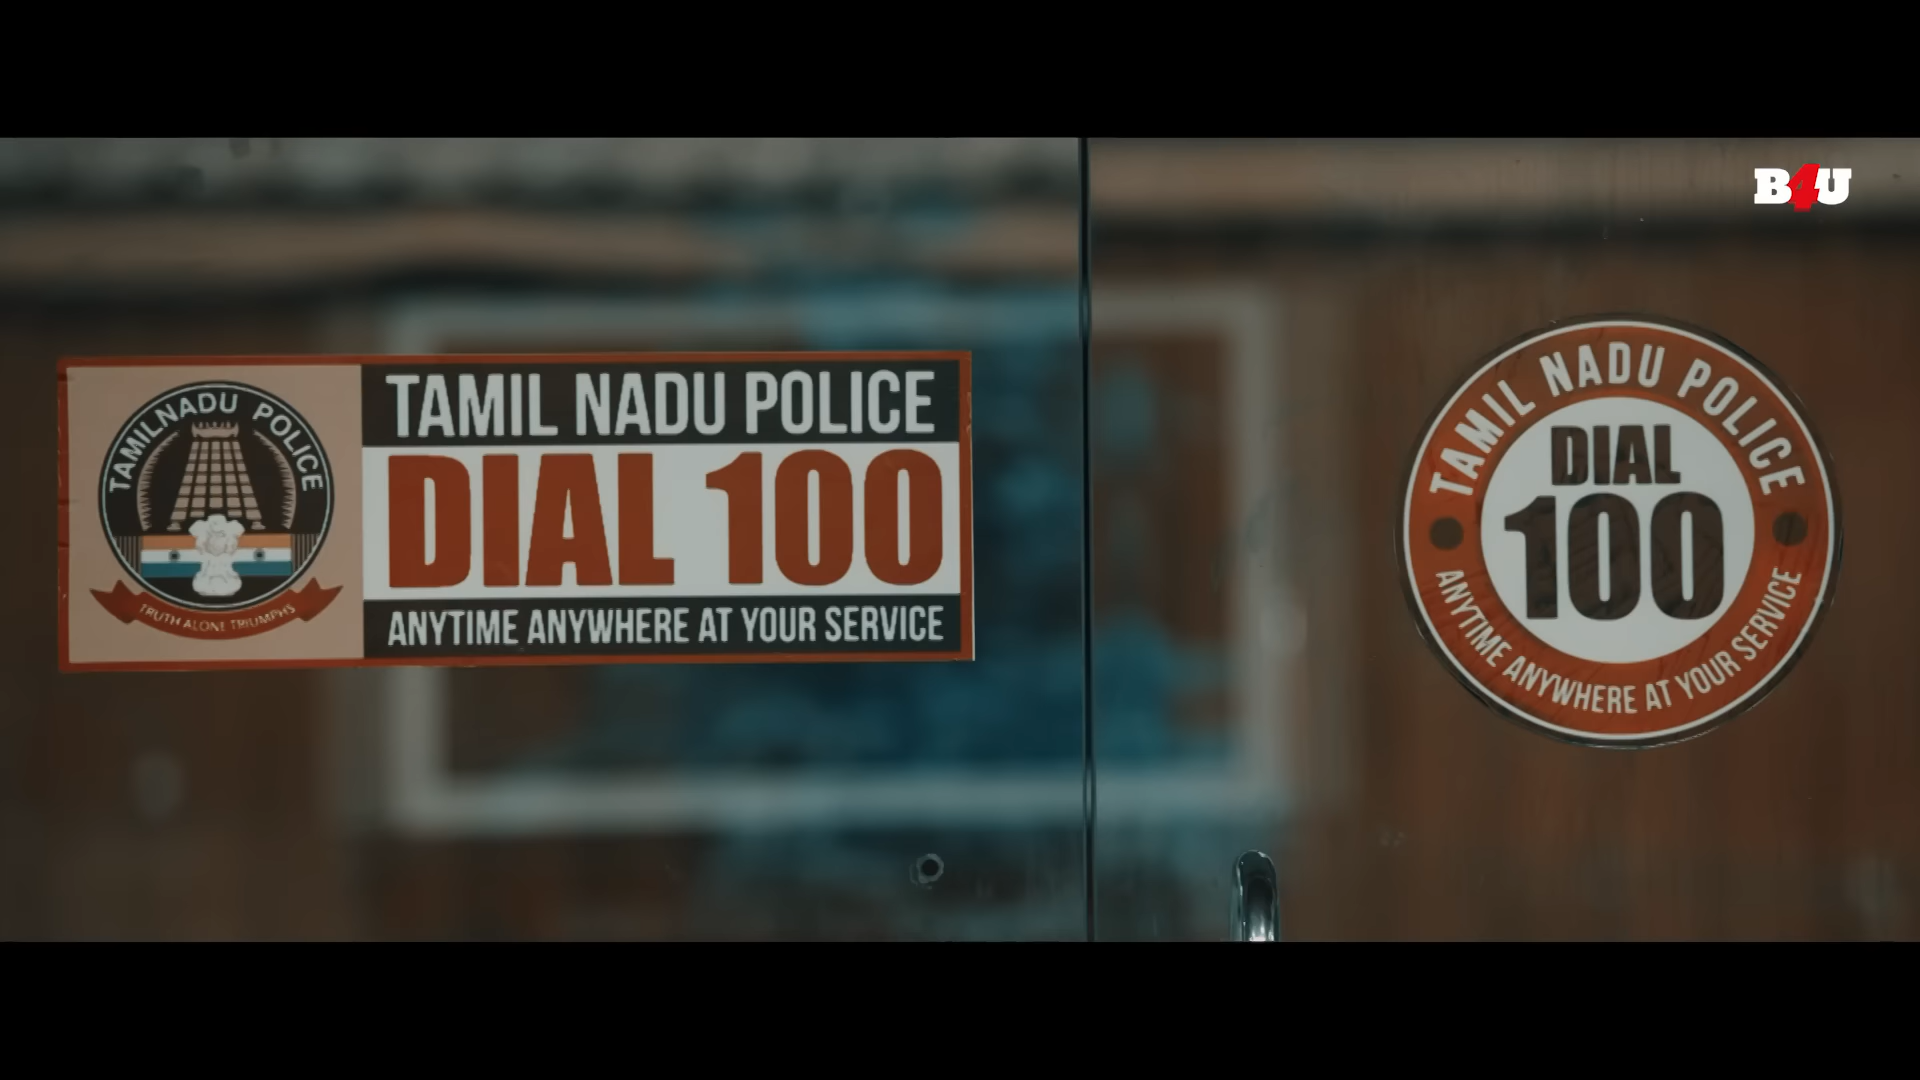 B4U
TAMILNADU POLICE
TRUTH ALONE TRIUMPHS
TAMIL NADU POLICE
DIAL 100
ANYTIME ANYWHERE AT YOUR SERVICE
TAMIL NADU POLICE
DIAL
100
ANYTIME ANYWHERE AT YOUR SERVICE